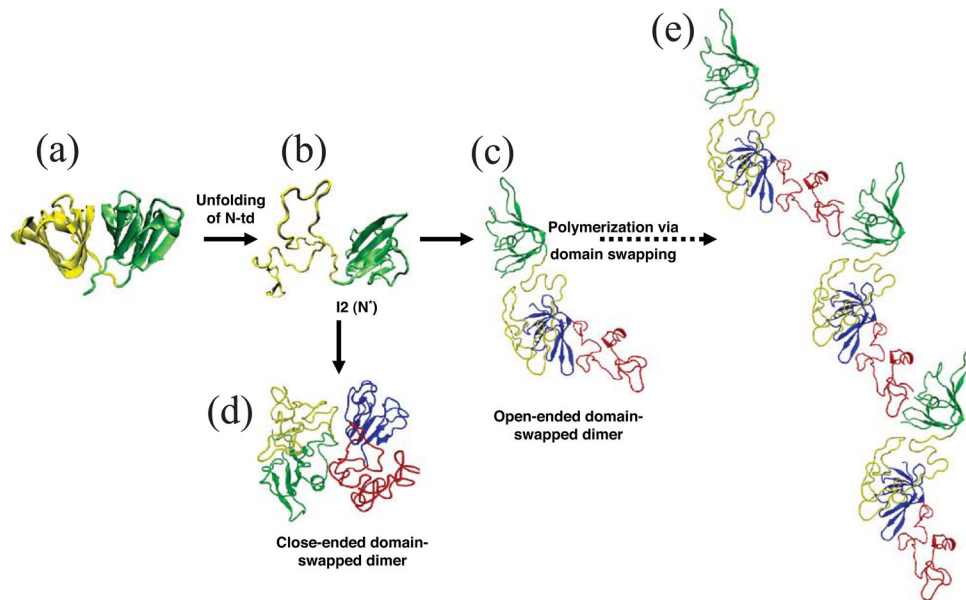 (e)
(a)
(b)
(c)
Unfolding
of N-td
Polymerization via
domain swapping
I2 (N*)
(d)
Open-ended domain-
swapped dimer
Close-ended domain-
swapped dimer